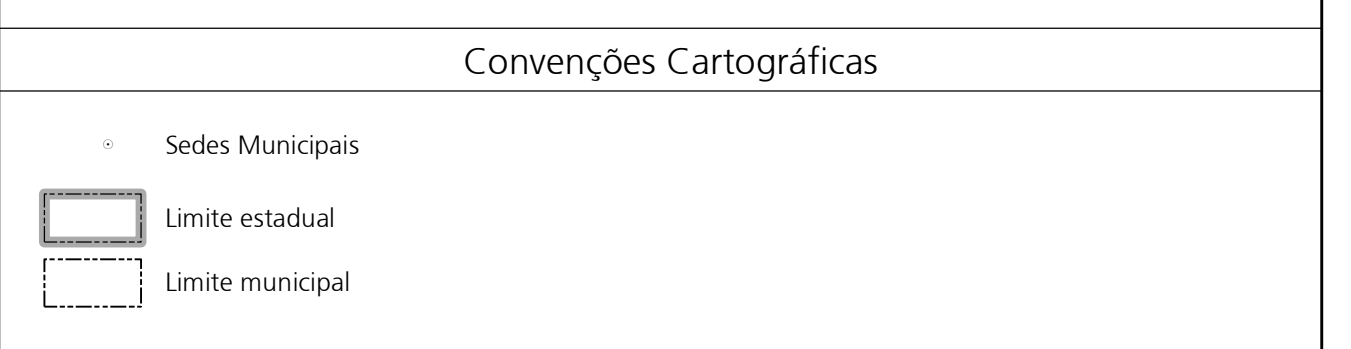 Convenções Cartográficas
Sedes Municipais
Limite estadual
Limite municipal